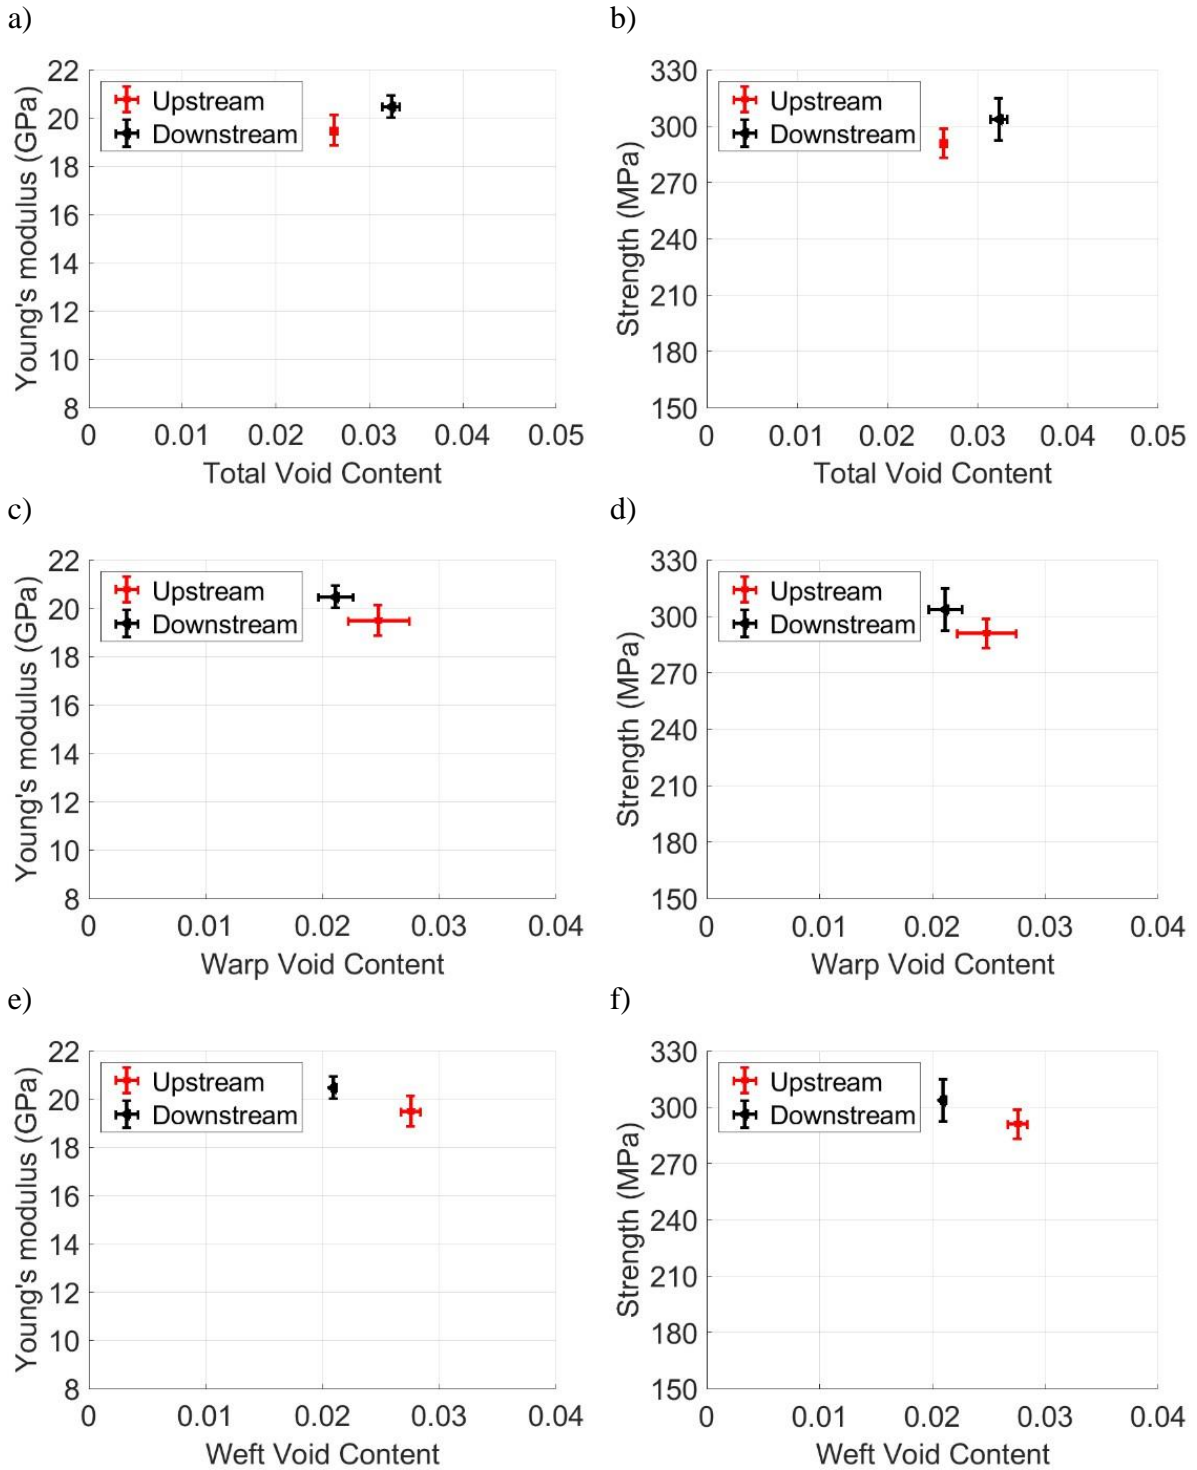 a)
Young's modulus (GPa)
22
20
18
16
14
12
10
8
Upstream
Downstream
0 0.01 0.02 0.03 0.04 0.05
Total Void Content
b)
Strength (MPa)
330
300
270
240
210
180
150
Upstream
Downstream
0 0.01 0.02 0.03 0.04 0.05
Total Void Content
c)
Young's modulus (GPa)
22
20
18
16
14
12
10
8
Upstream
Downstream
0 0.01 0.02 0.03 0.04
Warp Void Content
d)
Strength (MPa)
330
300
270
240
210
180
150
Upstream
Downstream
0 0.01 0.02 0.03 0.04
Warp Void Content
e)
Young's modulus (GPa)
22
20
18
16
14
12
10
8
Upstream
Downstream
0 0.01 0.02 0.03 0.04
Weft Void Content
f)
Strength (MPa)
330
300
270
240
210
180
150
Upstream
Downstream
0 0.01 0.02 0.03 0.04
Weft Void Content